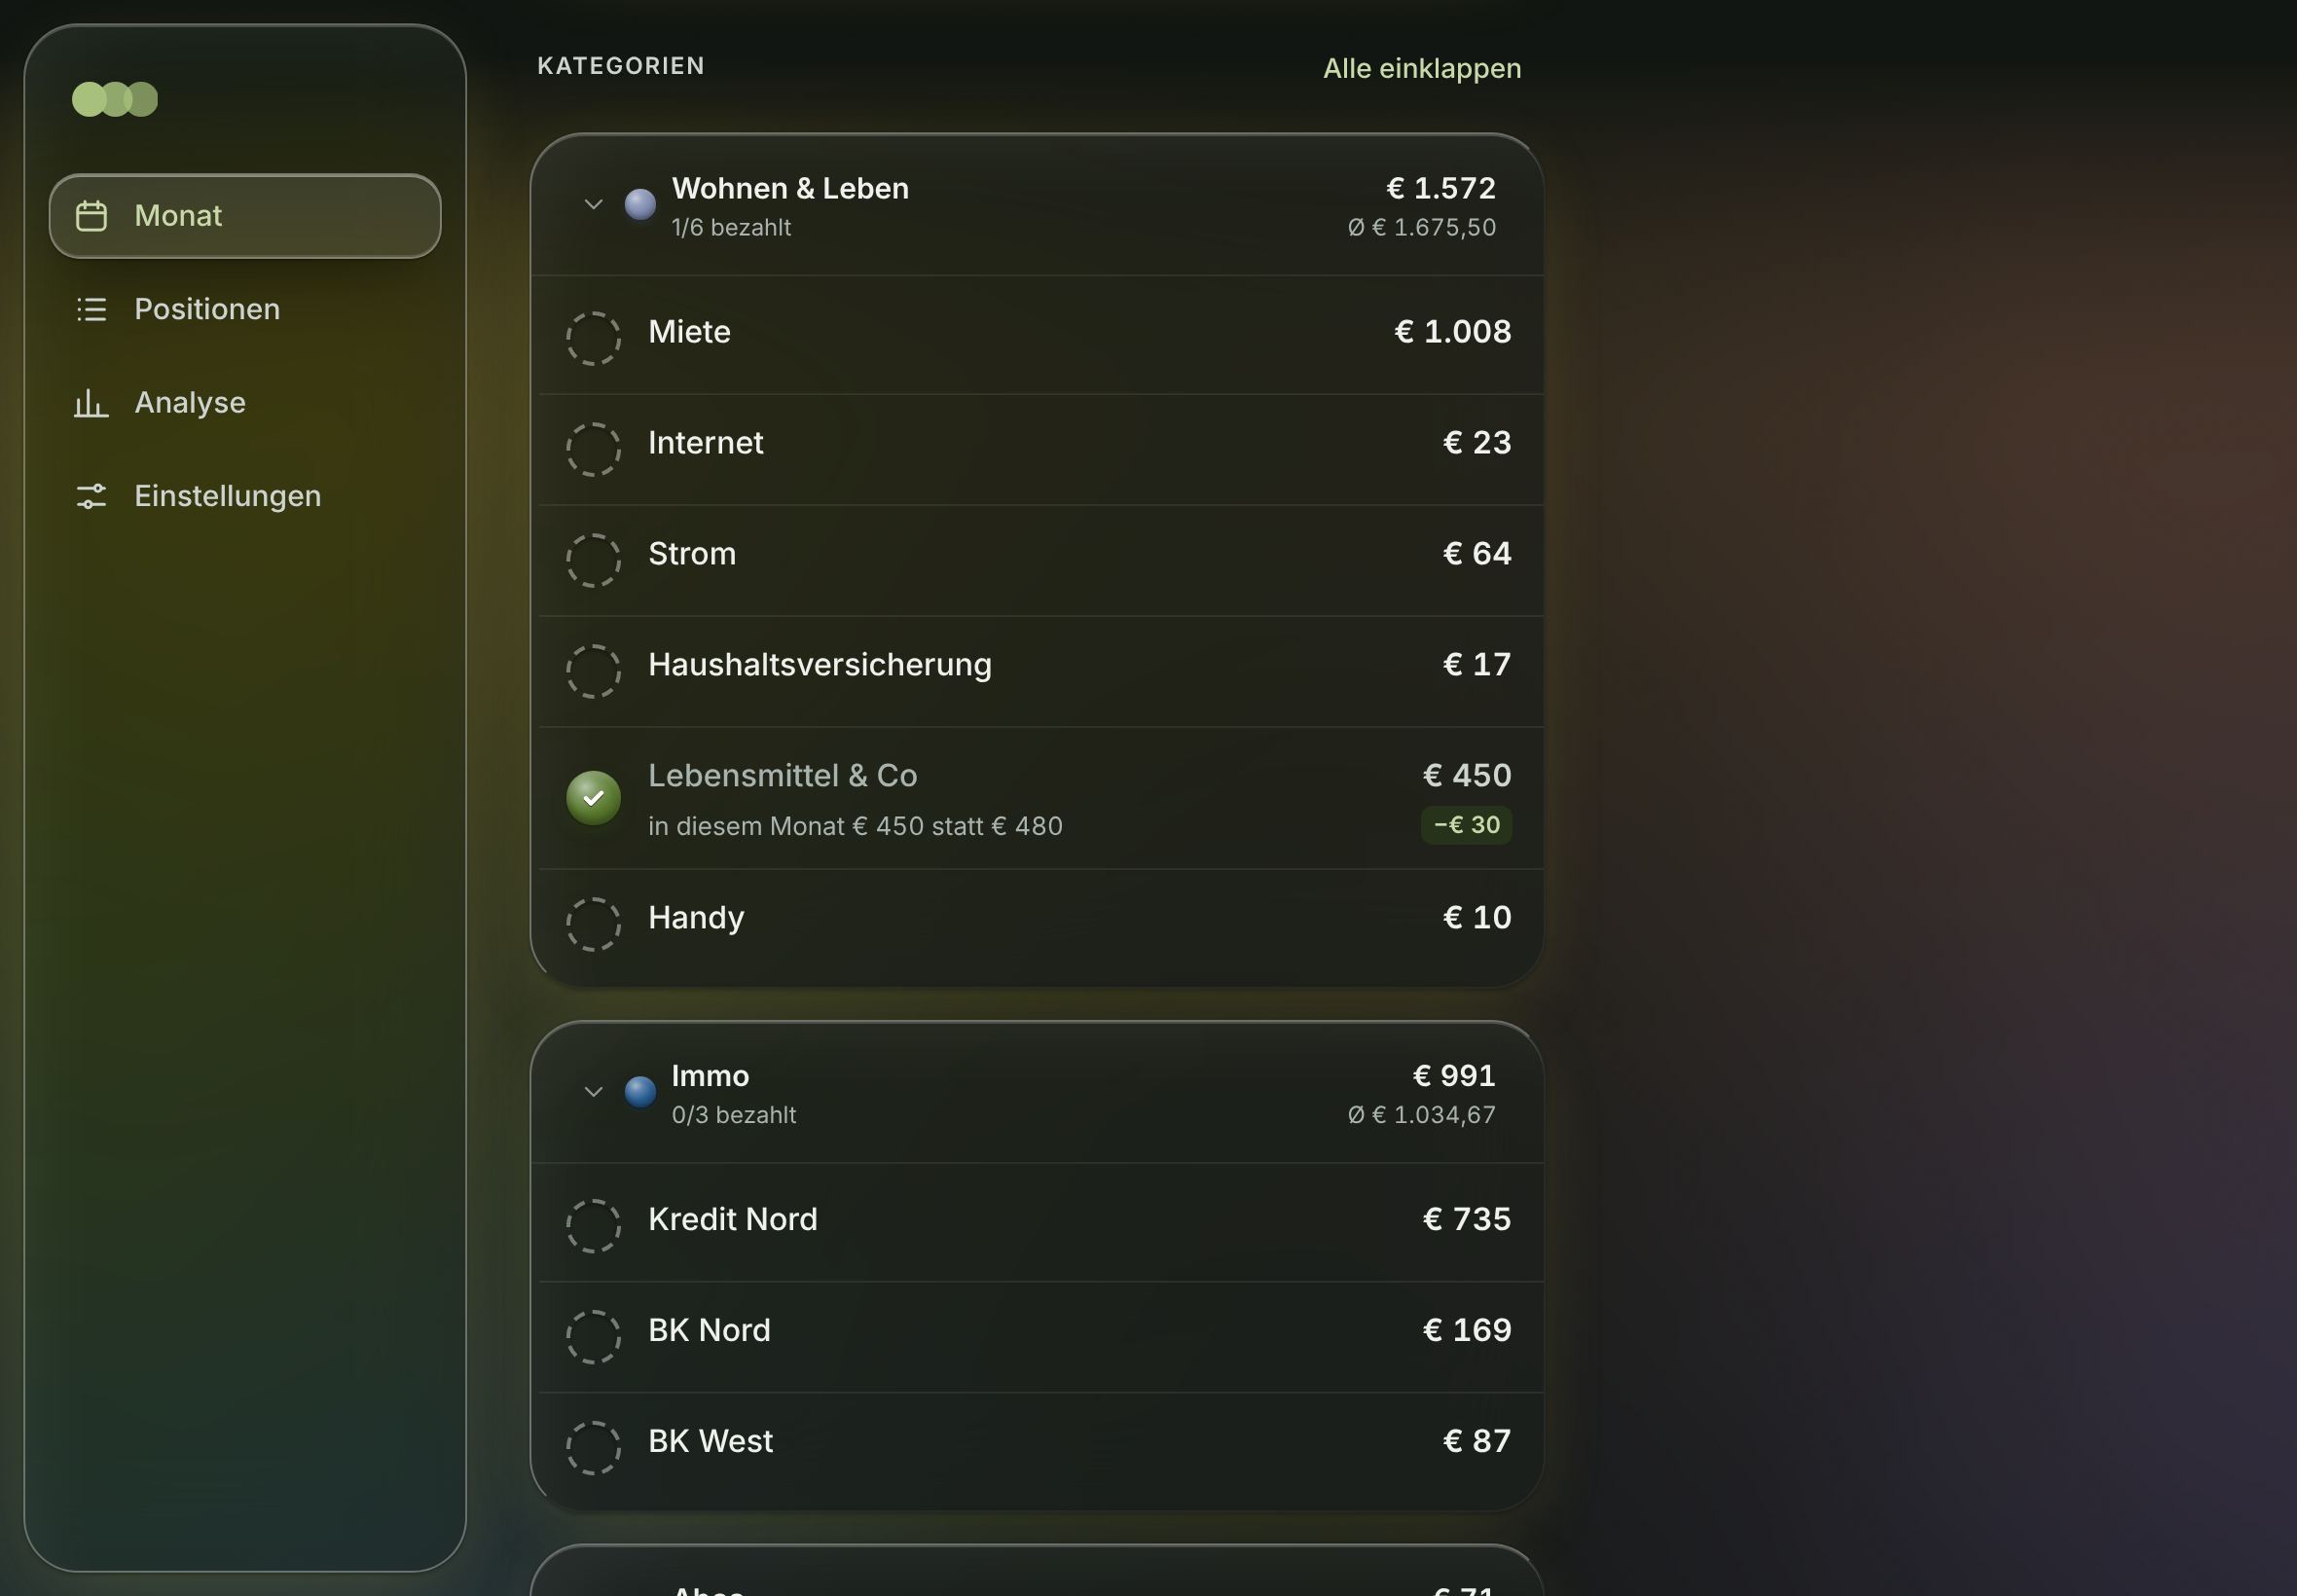 KATEGORIEN
Alle einklappen
Monat
Positionen
Analyse
Einstellungen
Wohnen & Leben
€ 1.572
1/6 bezahlt
Ø € 1.675,50
Miete
€ 1.008
Internet
€ 23
Strom
€ 64
Haushaltsversicherung
€ 17
Lebensmittel & Co
€ 450
in diesem Monat € 450 statt € 480
−€ 30
Handy
€ 10
Immo
€ 991
0/3 bezahlt
Ø € 1.034,67
Kredit Nord
€ 735
BK Nord
€ 169
BK West
€ 87